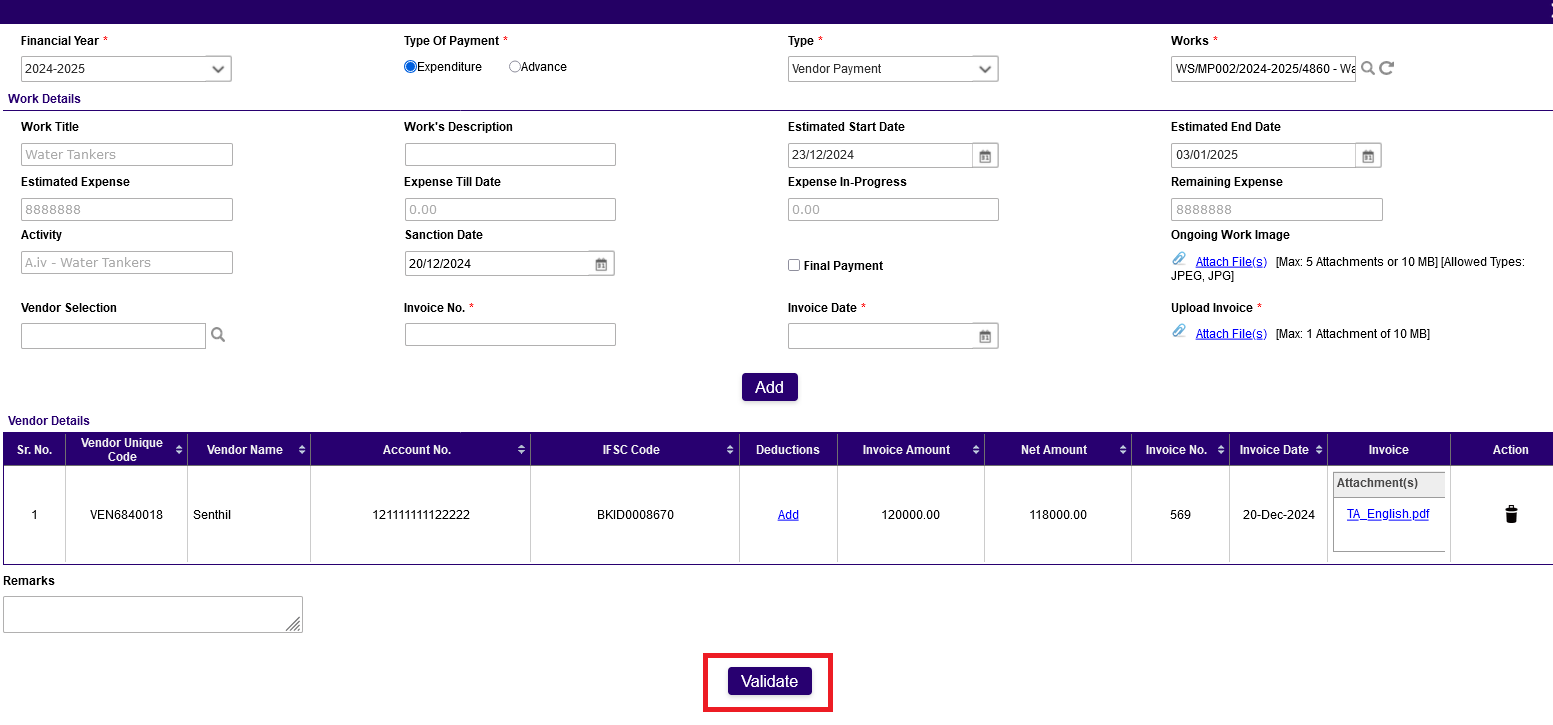 Financial Year * Type Of Payment * Type * Works *
2024-2025 Expenditure Advance Vendor Payment WS/MP002/2024-2025/4860 - Wa
Work Details
Work Title Work's Description Estimated Start Date Estimated End Date
Water Tankers 23/12/2024 03/01/2025
Estimated Expense Expense Till Date Expense In-Progress Remaining Expense
8888888 0.00 0.00 8888888
Activity Sanction Date Ongoing Work Image
A.iv - Water Tankers 20/12/2024 Final Payment Attach File(s) [Max: 5 Attachments or 10 MB] [Allowed Types:
JPEG, JPG]
Vendor Selection Invoice No. * Invoice Date * Upload Invoice *
Attach File(s) [Max: 1 Attachment of 10 MB]
Add
Vendor Details
Sr. No. Vendor Unique Code Vendor Name Account No. IFSC Code Deductions Invoice Amount Net Amount Invoice No. Invoice Date Invoice Action
Attachment(s)
1 VEN6840018 Senthil 121111111122222 BKID0008670 Add 120000.00 118000.00 569 20-Dec-2024 TA_English.pdf
Remarks
Validate